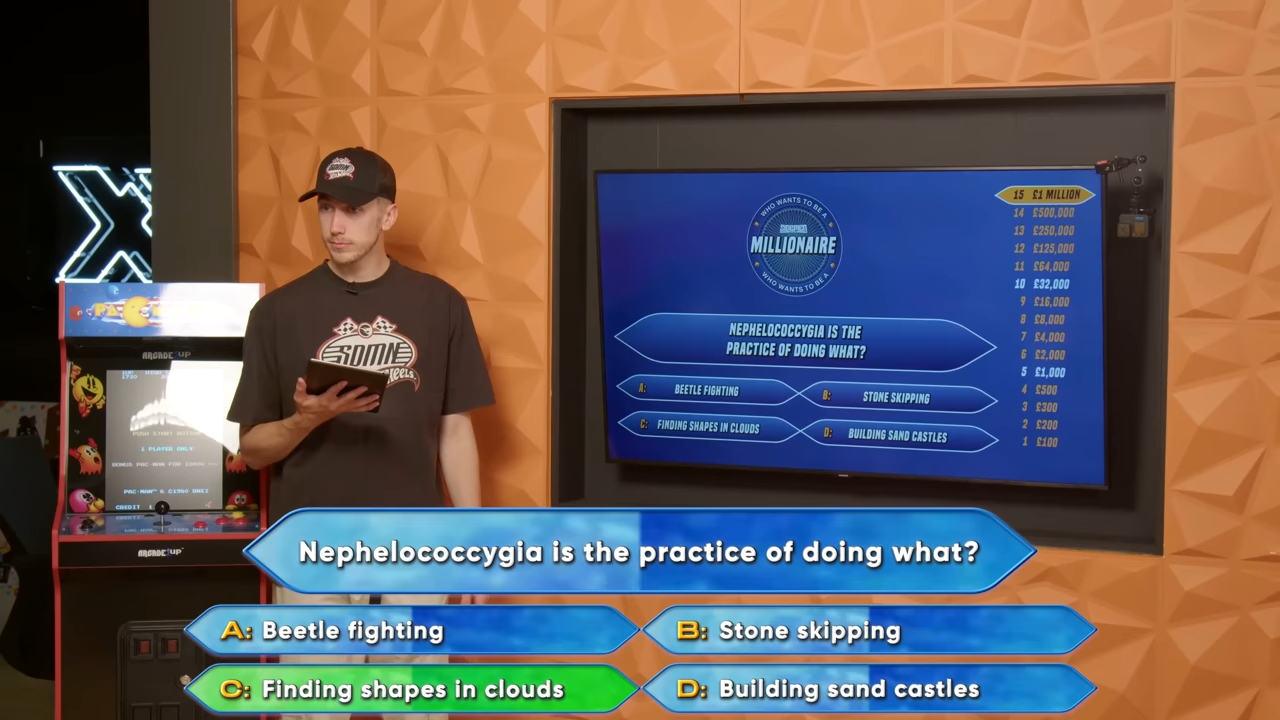 WHO WANTS TO BE A
MILLIONAIRE
WHO WANTS TO BE A
NEPHELOCOCCYGIA IS THE
PRACTICE OF DOING WHAT?
A: BEETLE FIGHTING
B: STONE SKIPPING
C: FINDING SHAPES IN CLOUDS
D: BUILDING SAND CASTLES
15 £1 MILLION
14 £500,000
13 £250,000
12 £125,000
11 £64,000
10 £32,000
9 £16,000
8 £8,000
7 £4,000
6 £2,000
5 £1,000
4 £500
3 £300
2 £200
1 £100
SDMN
ARCADE1UP
PUSH START BUTTON
1 PLAYER ONLY
CREDIT 1
ARCADE1UP
Nephelococcygia is the practice of doing what?
A: Beetle fighting
B: Stone skipping
C: Finding shapes in clouds
D: Building sand castles